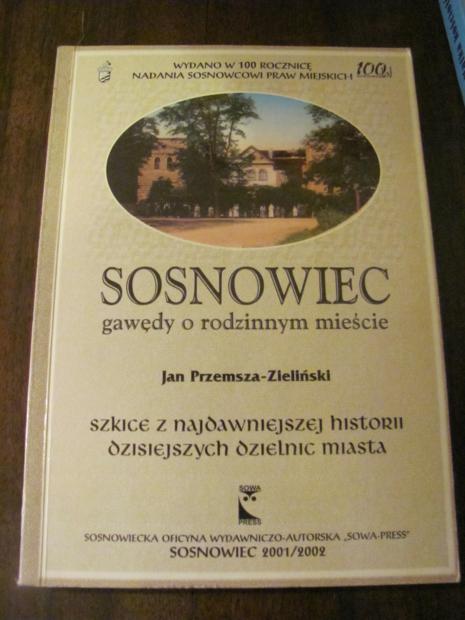 WYDANO W 100 ROCZNICĘ
NADANIA SOSNOWCOWI PRAW MIEJSKICH
100
SOSNOWIEC
gawędy o rodzinnym mieście
Jan Przemsza-Zieliński
szkice z najdawniejszej historii
dzisiejszych dzielnic miasta
SOWA
PRESS
SOSNOWIECKA OFICYNA WYDAWNICZO-AUTORSKA „SOWA-PRESS"
SOSNOWIEC 2001/2002